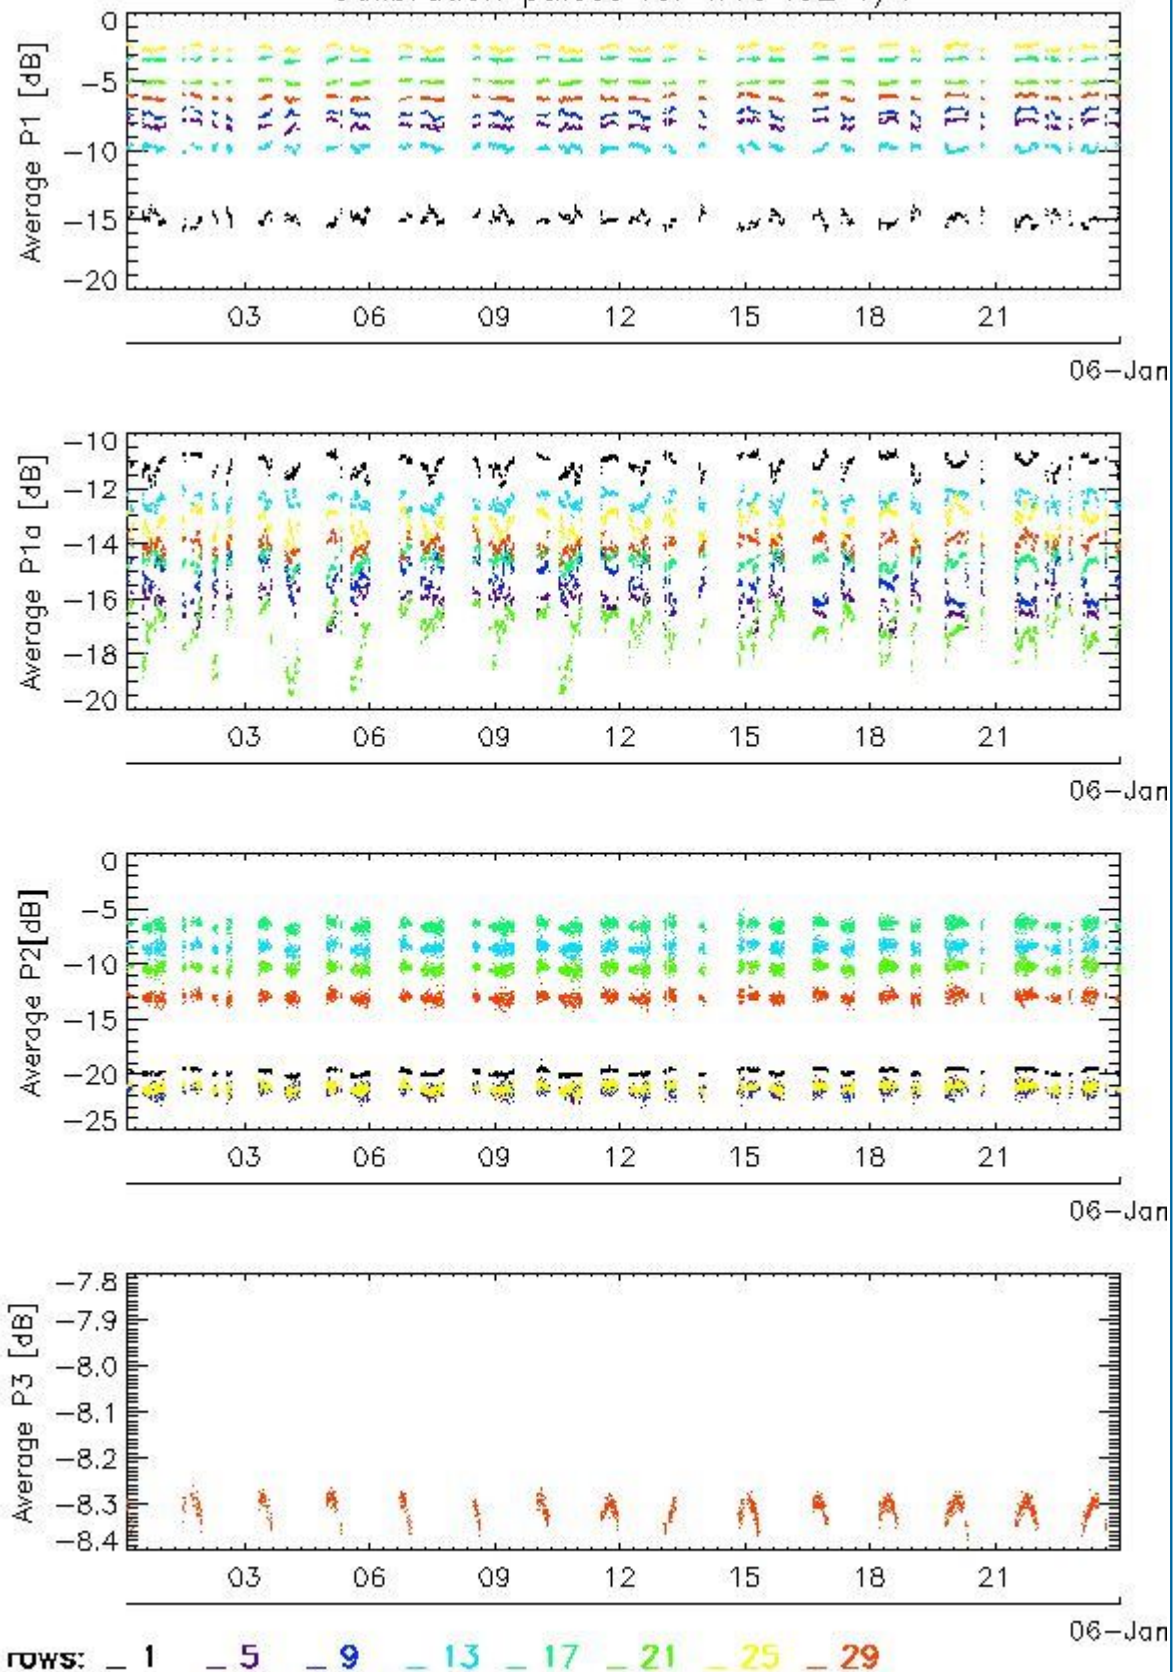 0
−5
−10
−15
−20
Average P1 [dB]
03 06 09 12 15 18 21
06−Jan
−10
−12
−14
−16
−18
−20
Average P1a [dB]
03 06 09 12 15 18 21
06−Jan
0
−5
−10
−15
−20
−25
Average P2[dB]
03 06 09 12 15 18 21
06−Jan
−7.8
−7.9
−8.0
−8.1
−8.2
−8.3
−8.4
Average P3 [dB]
03 06 09 12 15 18 21
06−Jan
rows: _ 1 _ 5 _ 9 _ 13 _ 17 _ 21 _ 25 _ 29